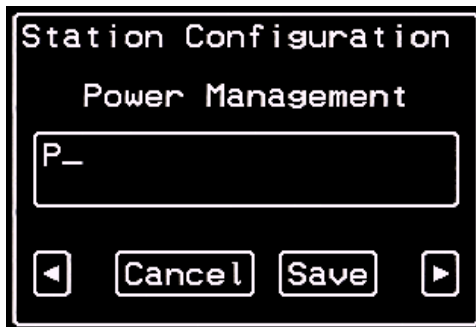 Station Configuration
Power Management
P_
◄ Cancel Save ►